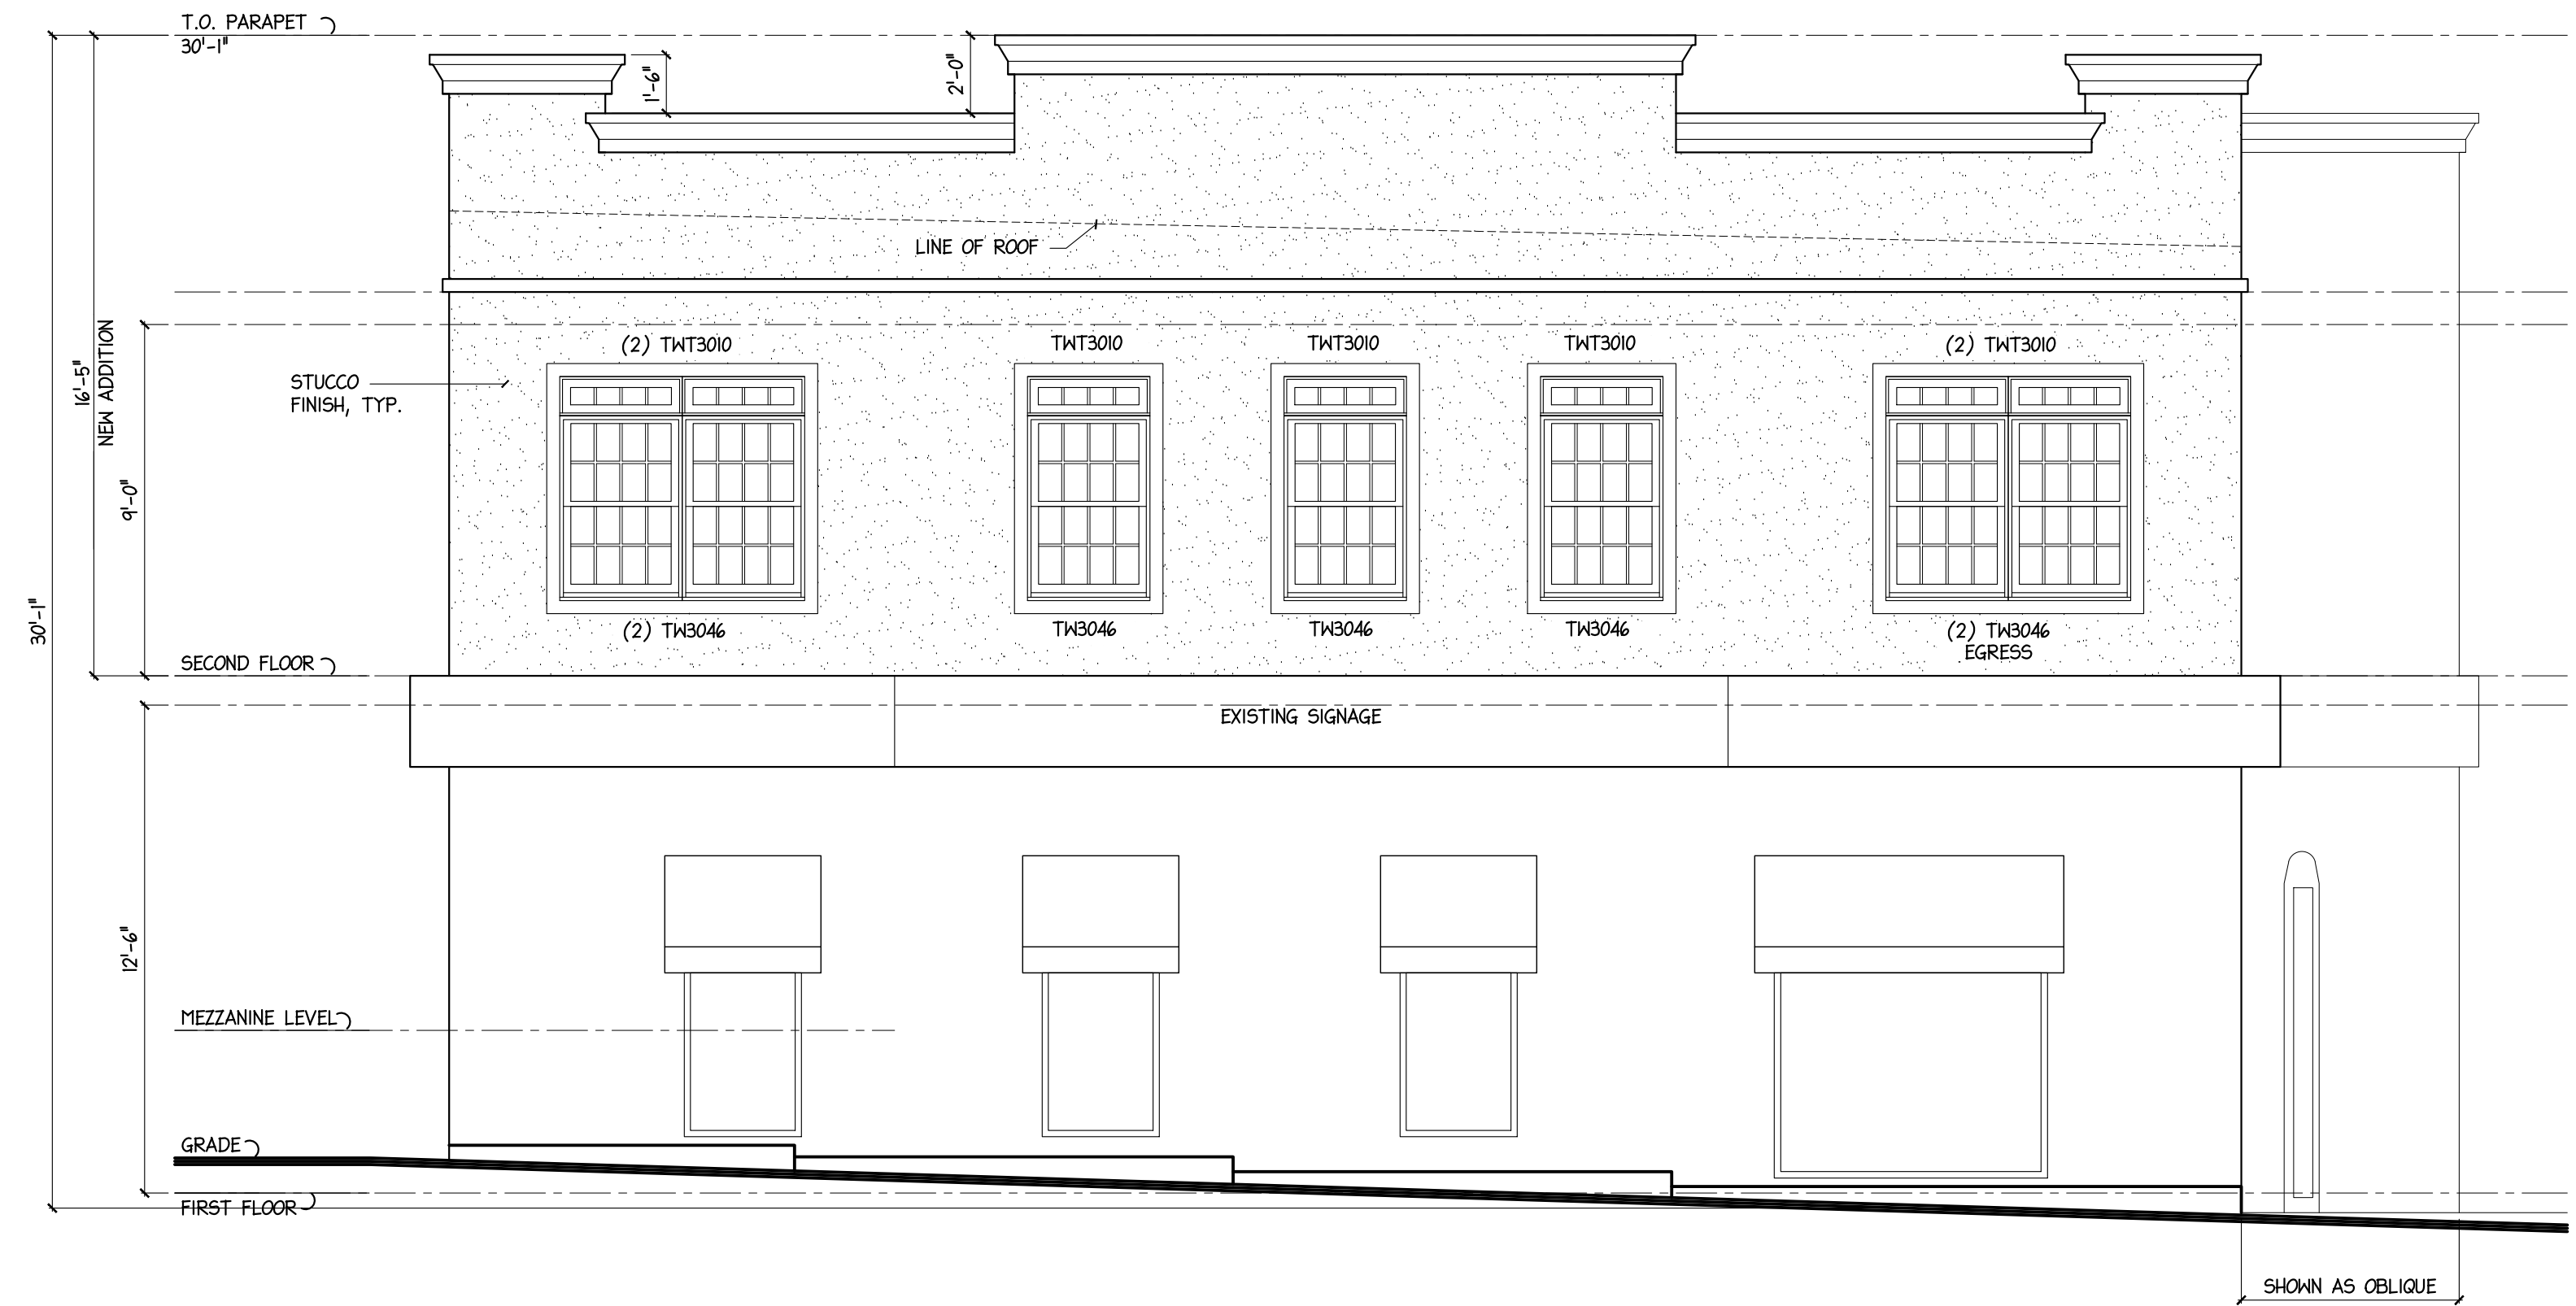 T.O. PARAPET
30'-1"
1'-6"
2'-0"
LINE OF ROOF
16'-5"
NEW ADDITION
(2) TWT3010
TWT3010
TWT3010
TWT3010
(2) TWT3010
STUCCO
FINISH, TYP.
9'-0"
30'-1"
(2) TW3046
TW3046
TW3046
TW3046
(2) TW3046
EGRESS
SECOND FLOOR
EXISTING SIGNAGE
12'-6"
MEZZANINE LEVEL
GRADE
FIRST FLOOR
SHOWN AS OBLIQUE